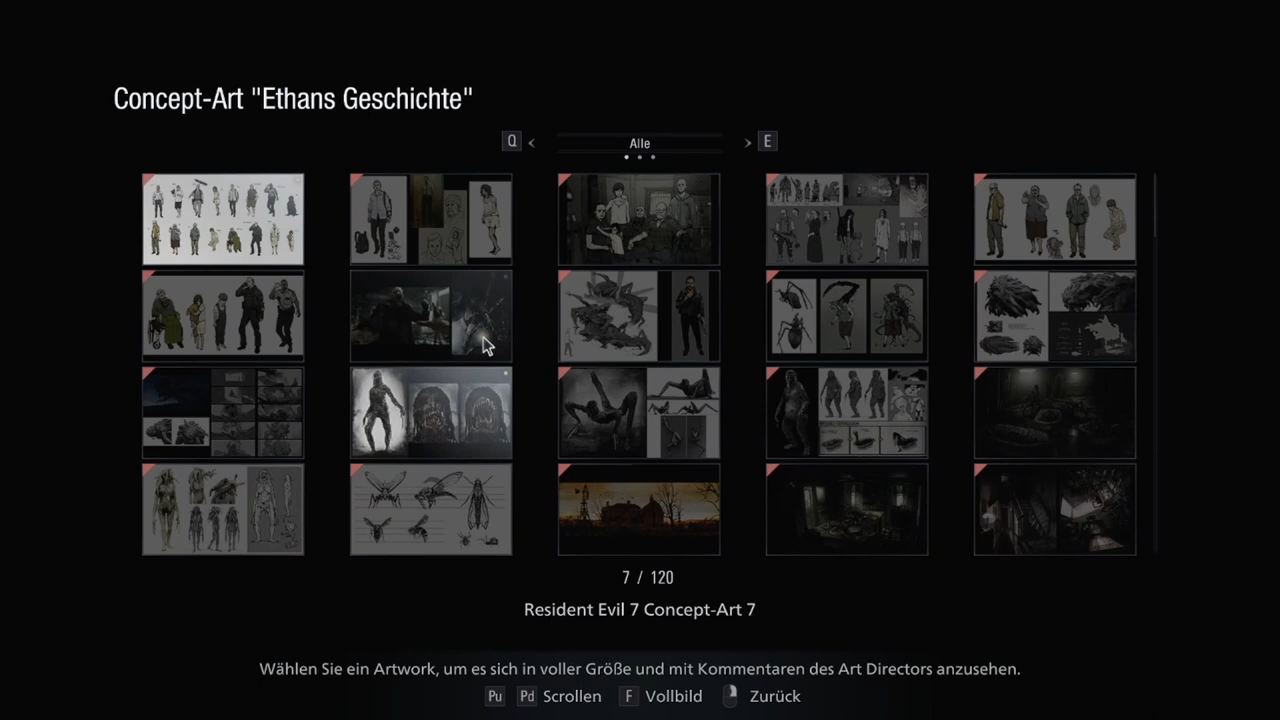 Concept-Art "Ethans Geschichte"
Q < Alle > E
7 / 120
Resident Evil 7 Concept-Art 7
Wählen Sie ein Artwork, um es sich in voller Größe und mit Kommentaren des Art Directors anzusehen.
Pu Pd Scrollen F Vollbild Zurück